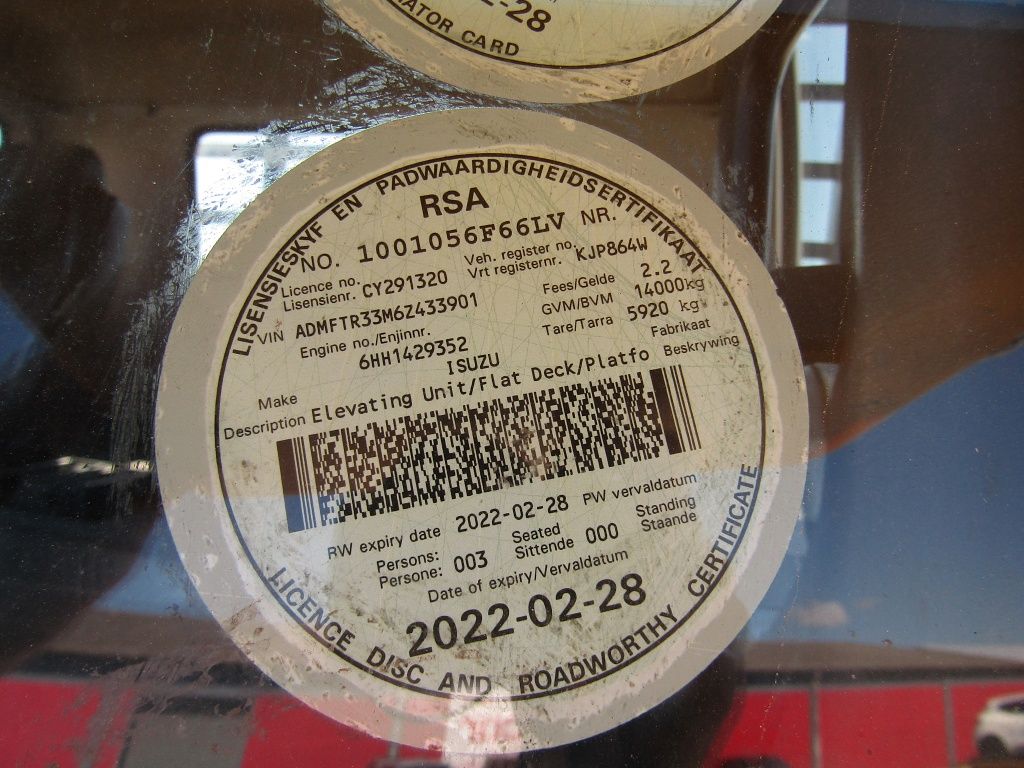 -28
ATOR CARD
LISENSIESKYF EN PADWAARDIGHEIDSERTIFIKAAT
RSA
NO. 1001056F66LV NR.
Licence no.
Lisensienr. CY291320
Veh. register no.
Vrt registernr. KJP864W
VIN ADMFTR33M6Z433901
Fees/Gelde 2.2
Engine no./Enjinnr.
6HH1429352
GVM/BVM 14000kg
Tare/Tarra 5920 kg
Make ISUZU Fabrikaat
Description Elevating Unit/Flat Deck/Platfo Beskrywing
RW expiry date 2022-02-28 PW vervaldatum
Persons:
Persone: 003
Seated
Sittende 000
Standing
Staande
Date of expiry/Vervaldatum
2022-02-28
LICENCE DISC AND ROADWORTHY CERTIFICATE